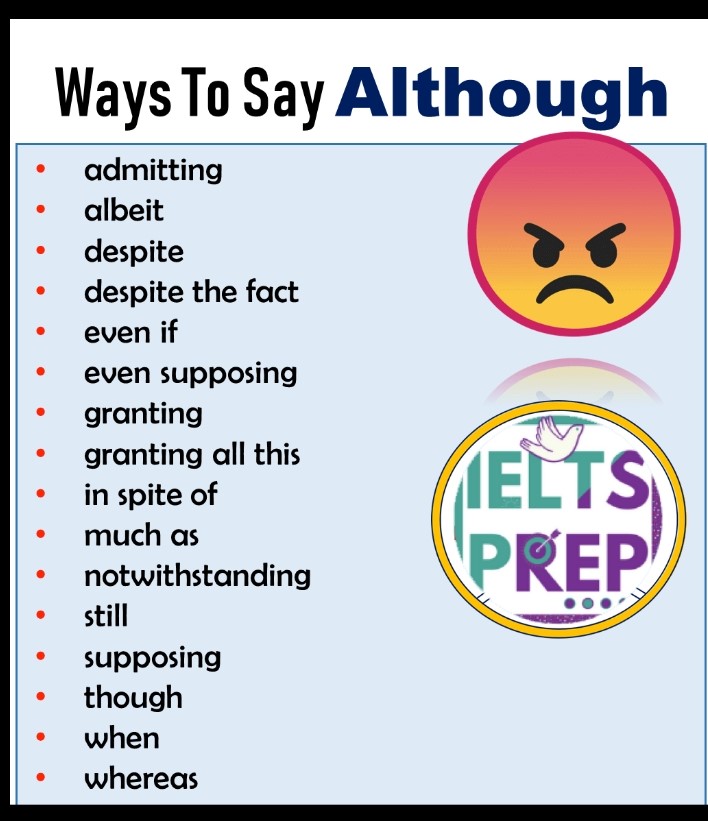 Ways To Say Although
• admitting
• albeit
• despite
• despite the fact
• even if
• even supposing
• granting
• granting all this
• in spite of
• much as
• notwithstanding
• still
• supposing
• though
• when
• whereas
IELTS
PREP